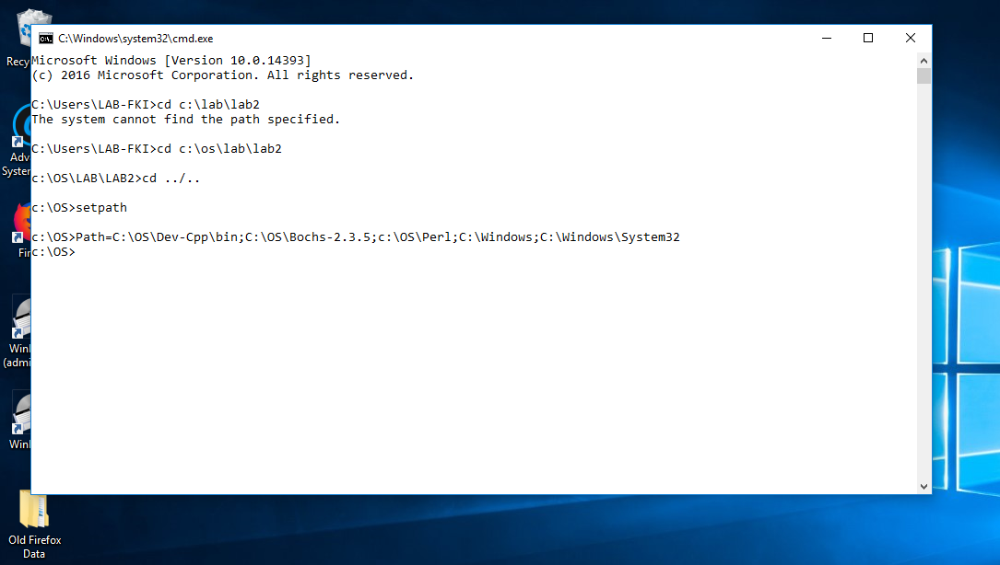 C:\Windows\system32\cmd.exe
Microsoft Windows [Version 10.0.14393]
(c) 2016 Microsoft Corporation. All rights reserved.
C:\Users\LAB-FKI>cd c:\lab\lab2
The system cannot find the path specified.
C:\Users\LAB-FKI>cd c:\os\lab\lab2
c:\OS\LAB\LAB2>cd ../..
c:\OS>setpath
c:\OS>Path=C:\OS\Dev-Cpp\bin;C:\OS\Bochs-2.3.5;c:\OS\Perl;C:\Windows;C:\Windows\System32
c:\OS>
Recy
Adv
System
Fir
Winl
(admi
Winl
Old Firefox
Data